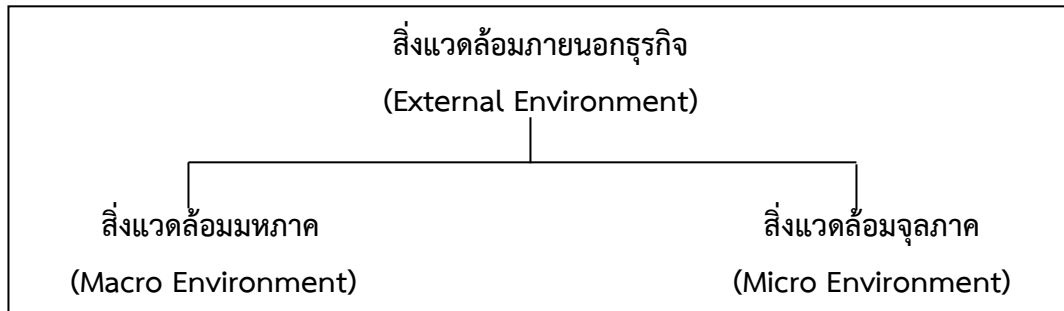 สิ่งแวดล้อมภายนอกธุรกิจ
(External Environment)
สิ่งแวดล้อมมหภาค
(Macro Environment)
สิ่งแวดล้อมจุลภาค
(Micro Environment)